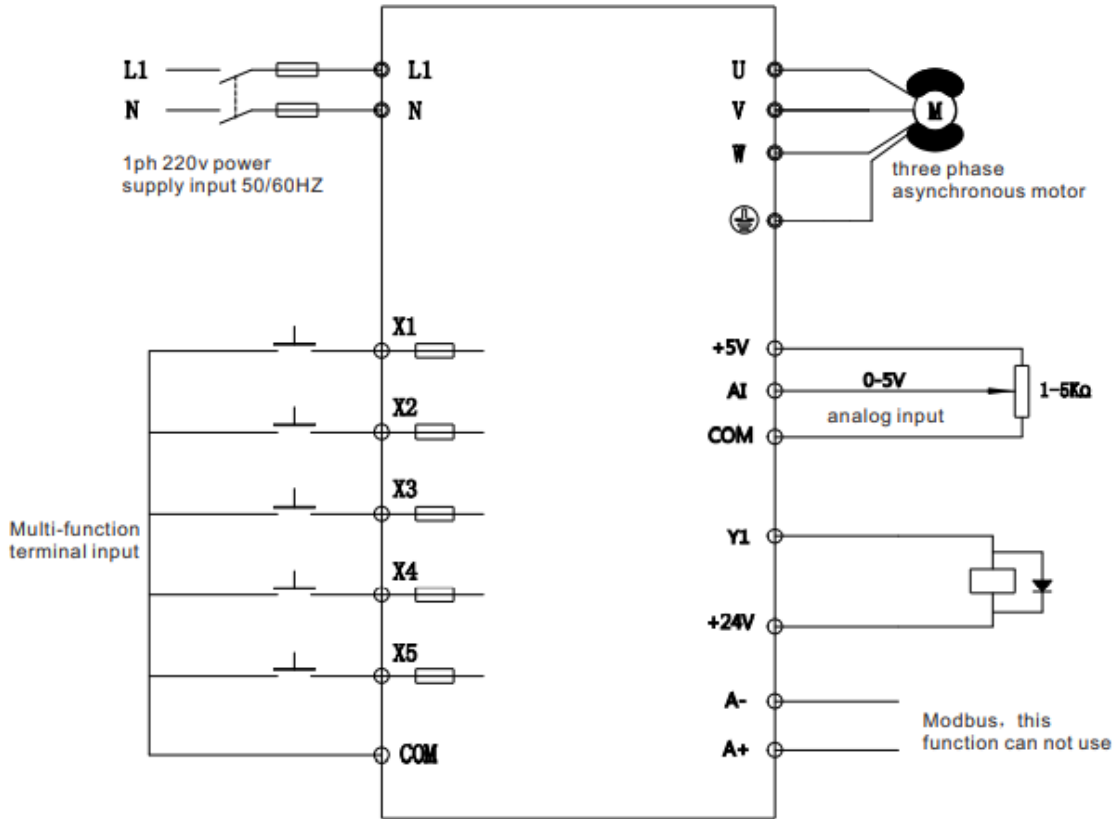 L1
N
1ph 220v power
supply input 50/60HZ
L1
N
U
V
W
M
three phase
asynchronous motor
X1
X2
X3
X4
X5
COM
Multi-function
terminal input
+5V
AI
COM
0-5V
analog input
1-5KΩ
Y1
+24V
A-
A+
Modbus, this
function can not use